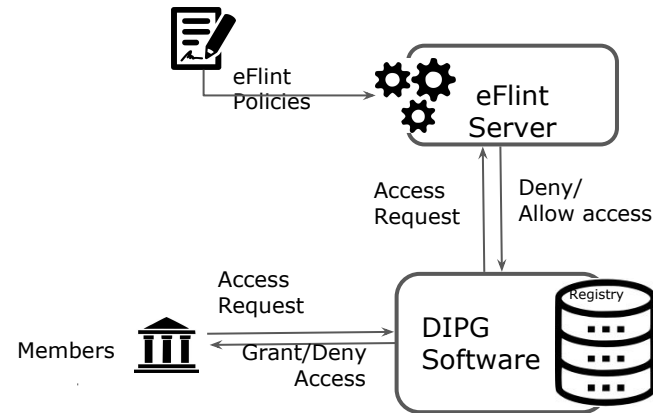 eFlint
Policies
eFlint
Server
Access
Request
Deny/
Allow access
Access
Request
Registry
DIPG
Software
Members
Grant/Deny
Access